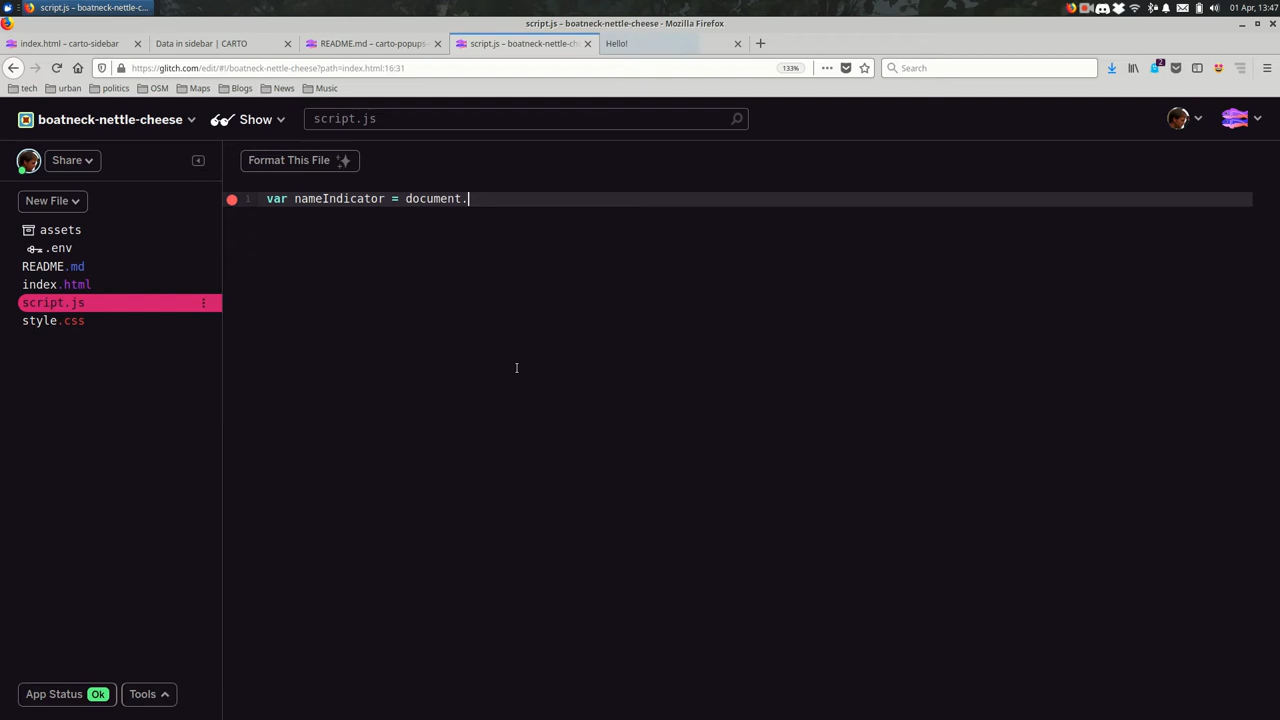 script.js – boatneck-nettle-c...
01 Apr, 13:47
script.js – boatneck-nettle-cheese - Mozilla Firefox
index.html – carto-sidebar
Data in sidebar | CARTO
README.md – carto-popups-
script.js – boatneck-nettle-ch
Hello!
https://glitch.com/edit/#!/boatneck-nettle-cheese?path=index.html:16:31
133%
Search
2
tech
urban
politics
OSM
Maps
Blogs
News
Music
boatneck-nettle-cheese
Show
script.js
Share
Format This File
New File
1 var nameIndicator = document.
assets
.env
README.md
index.html
script.js
style.css
App Status Ok
Tools